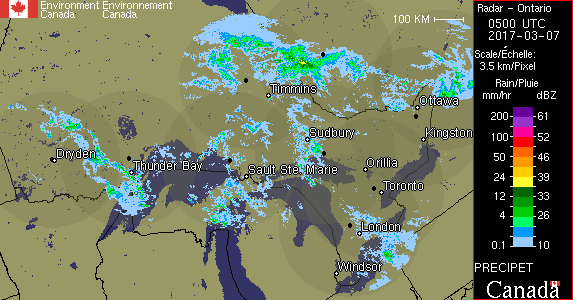 Environment Environnement
Canada Canada
100 KM
Timmins
Ottawa
Sudbury
Kingston
Dryden
Thunder Bay
Sault Ste. Marie
Orillia
Toronto
London
Windsor
Radar - Ontario
0500 UTC
2017-03-07
Scale/Échelle:
3.5 km/Pixel
Rain/Pluie
mm/hr dBZ
200 61
100 52
50 46
24 39
12 33
4 26
0.1 10
PRECIPET
Canada